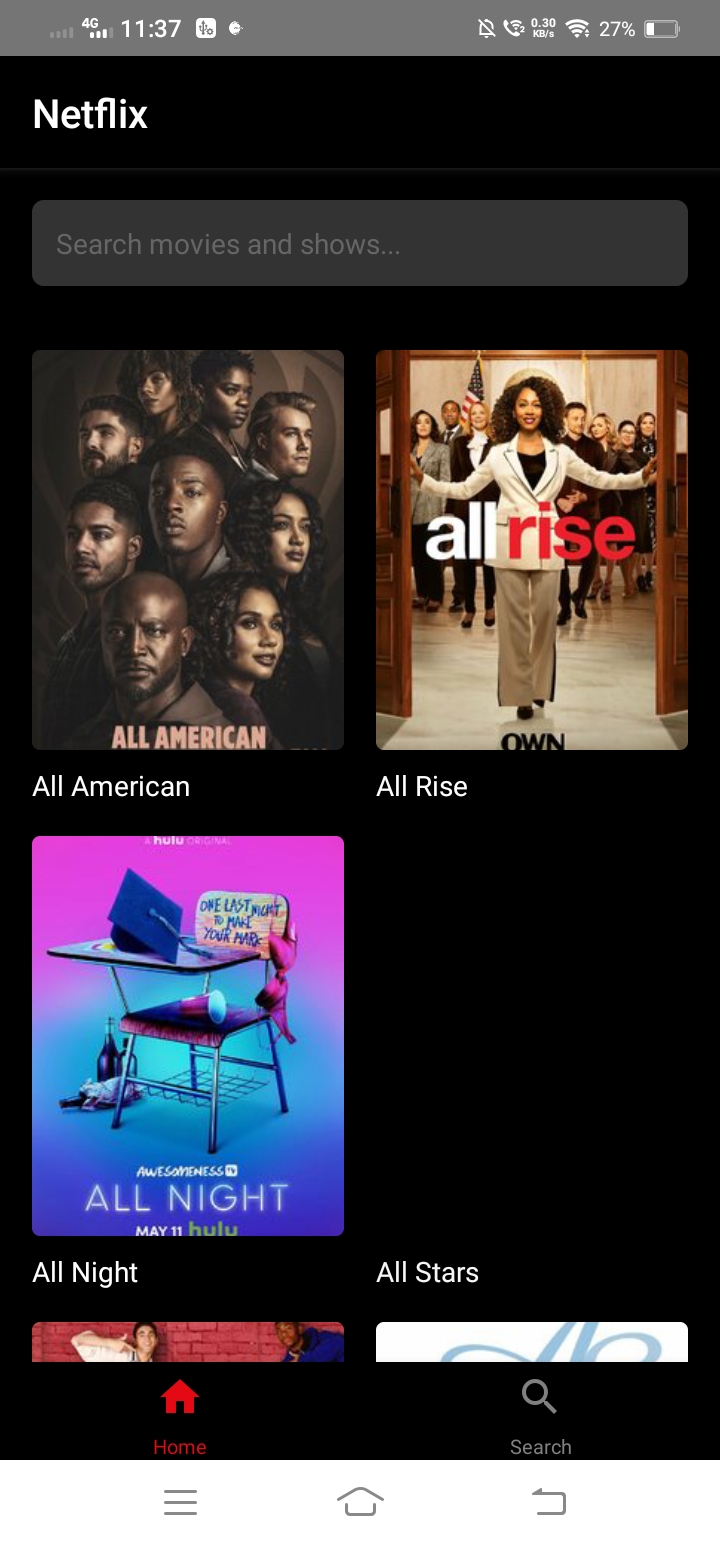 4G 11:37 0.30 KB/s 27%
Netflix
Search movies and shows...
all rise
ALL AMERICAN
OWN
All American All Rise
A hulu ORIGINAL
ONE LAST NIGHT
TO MAKE
YOUR MARK
AWESOMENESS TV
ALL NIGHT
MAY 11 hulu
All Night All Stars
Home Search